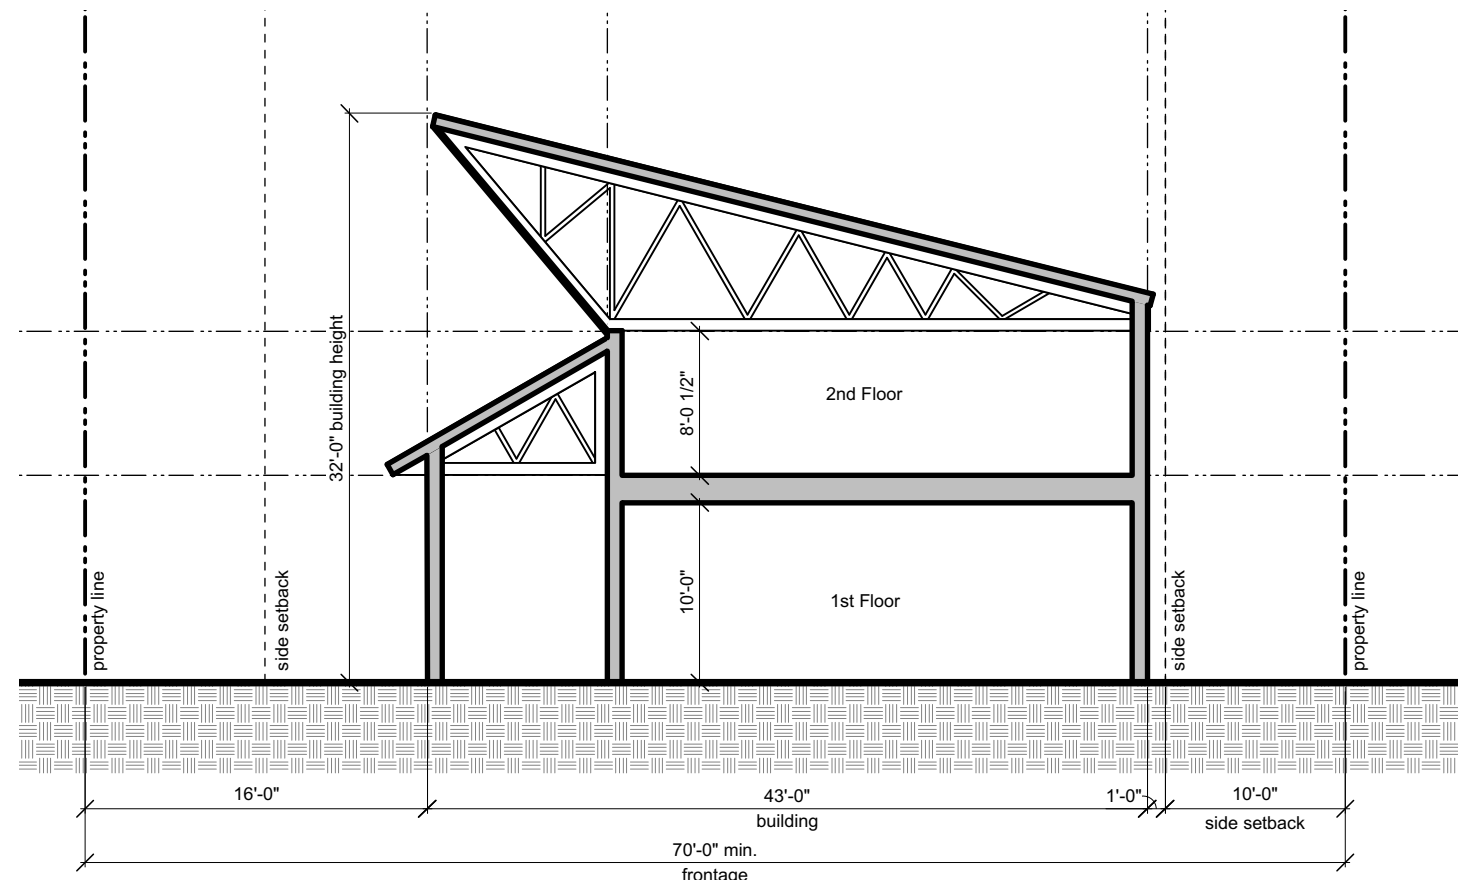 32'-0" building height
8'-0 1/2"
2nd Floor
10'-0"
1st Floor
property line
side setback
side setback
property line
16'-0"
43'-0"
building
1'-0"
10'-0"
side setback
70'-0" min.
frontage